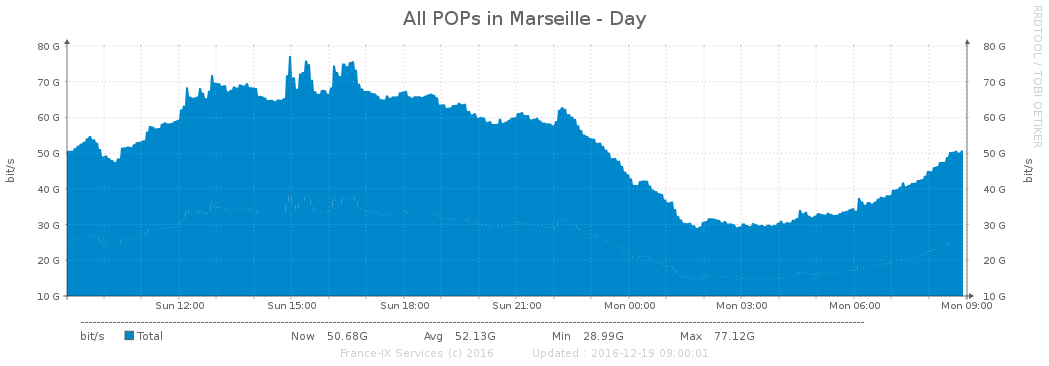 All POPs in Marseille - Day
RRDTOOL / TOBI OETIKER
80 G 80 G
70 G 70 G
60 G 60 G
50 G 50 G
40 G 40 G
30 G 30 G
20 G 20 G
10 G 10 G
bit/s
bit/s
Sun 12:00 Sun 15:00 Sun 18:00 Sun 21:00 Mon 00:00 Mon 03:00 Mon 06:00 Mon 09:00
bit/s Total Now 50.68G Avg 52.13G Min 28.99G Max 77.12G
France-IX Services (c) 2016 Updated : 2016-12-19 09:00:01